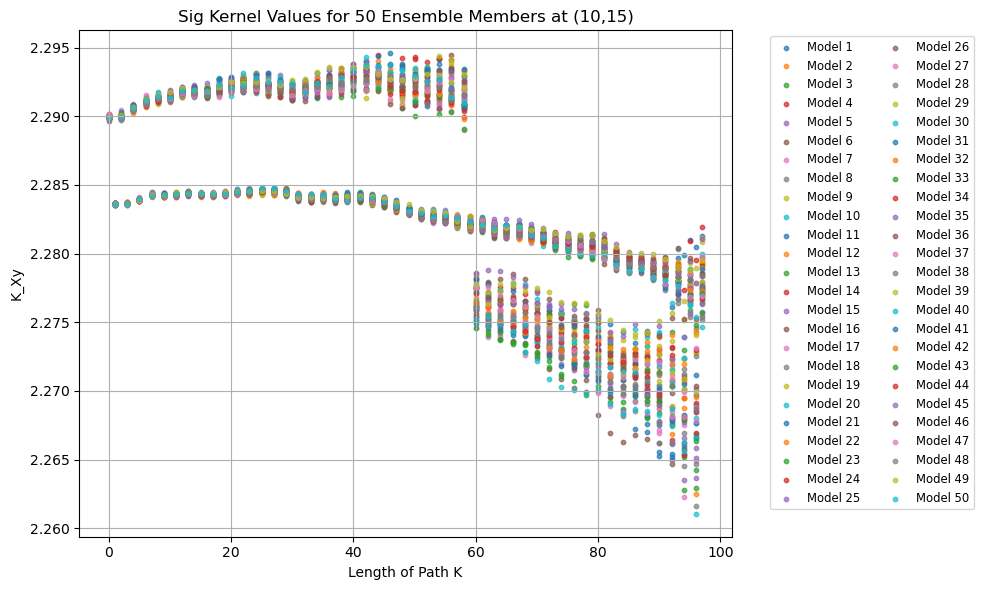 Sig Kernel Values for 50 Ensemble Members at (10,15)
2.295
2.290
2.285
2.280
2.275
2.270
2.265
2.260
K_Xy
0 20 40 60 80 100
Length of Path K
Model 1
Model 2
Model 3
Model 4
Model 5
Model 6
Model 7
Model 8
Model 9
Model 10
Model 11
Model 12
Model 13
Model 14
Model 15
Model 16
Model 17
Model 18
Model 19
Model 20
Model 21
Model 22
Model 23
Model 24
Model 25
Model 26
Model 27
Model 28
Model 29
Model 30
Model 31
Model 32
Model 33
Model 34
Model 35
Model 36
Model 37
Model 38
Model 39
Model 40
Model 41
Model 42
Model 43
Model 44
Model 45
Model 46
Model 47
Model 48
Model 49
Model 50